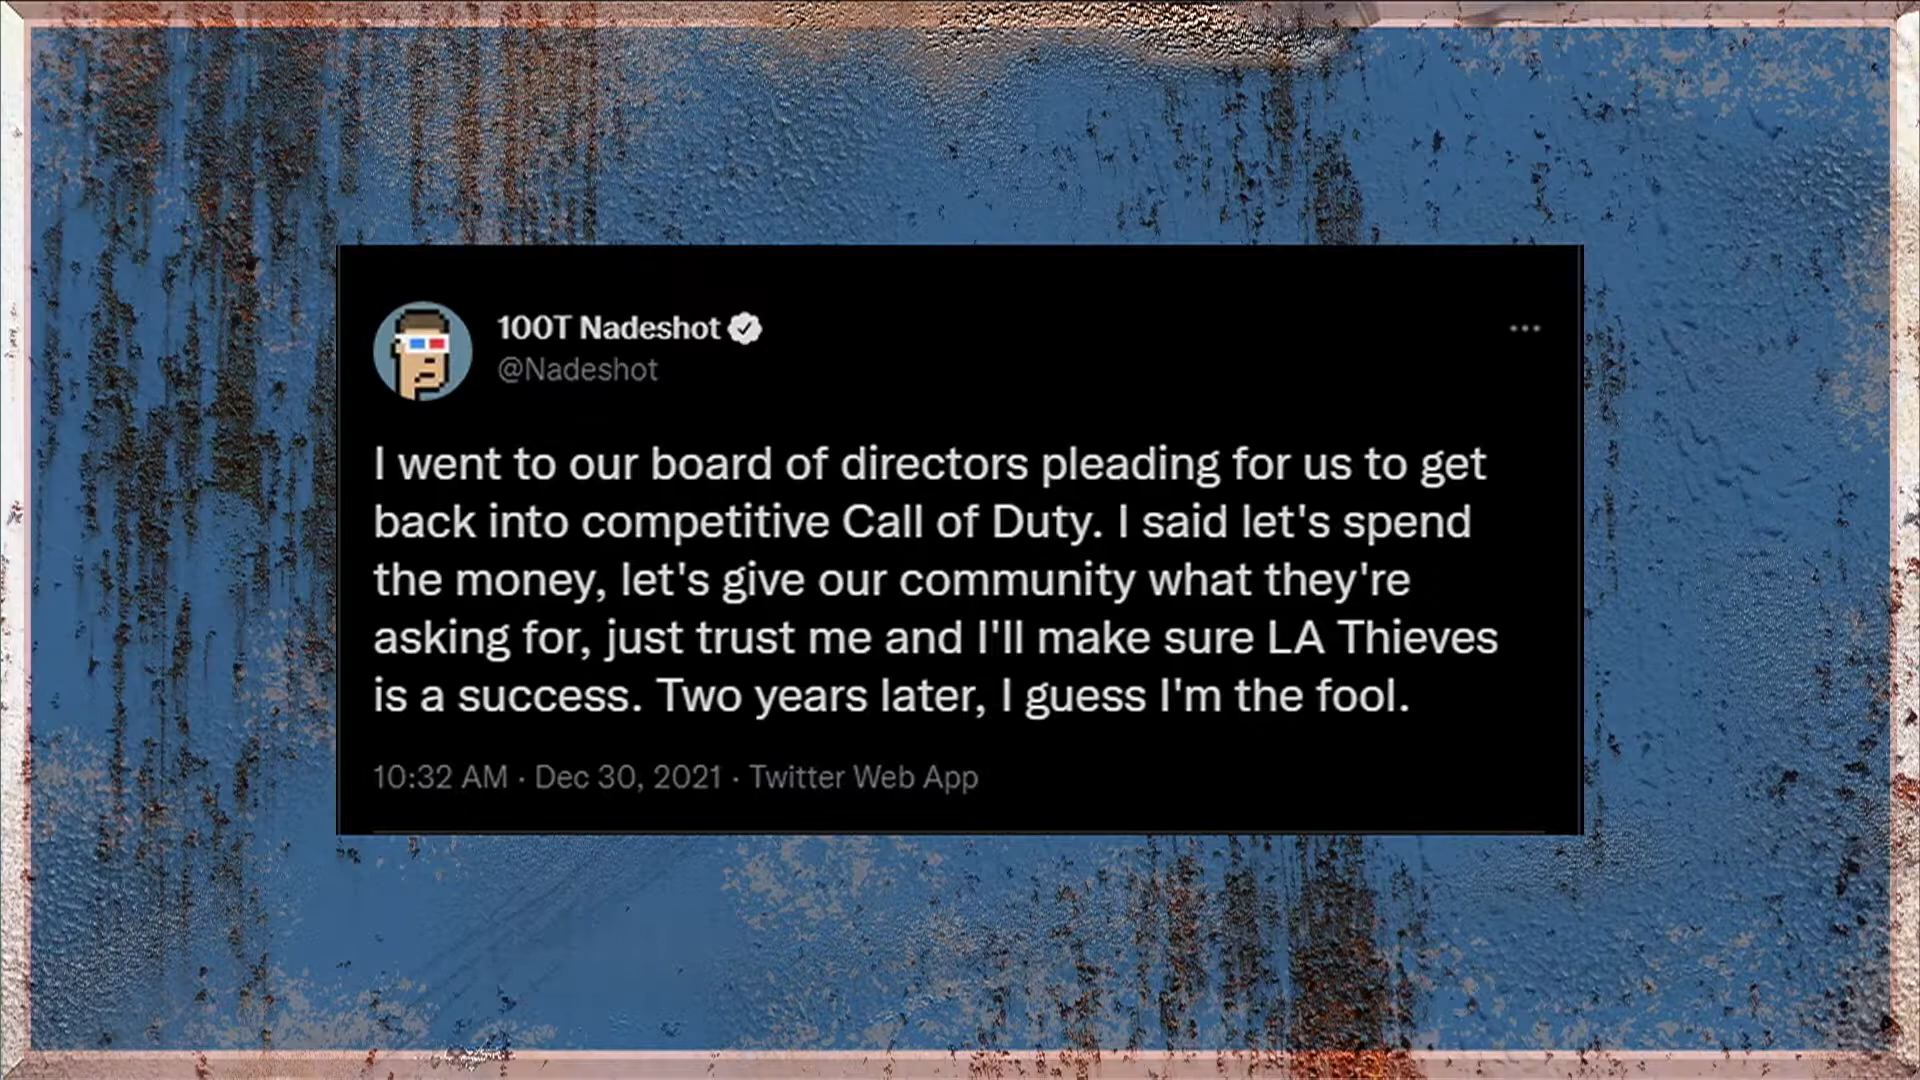 100T Nadeshot
@Nadeshot
I went to our board of directors pleading for us to get
back into competitive Call of Duty. I said let's spend
the money, let's give our community what they're
asking for, just trust me and I'll make sure LA Thieves
is a success. Two years later, I guess I'm the fool.
10:32 AM · Dec 30, 2021 · Twitter Web App